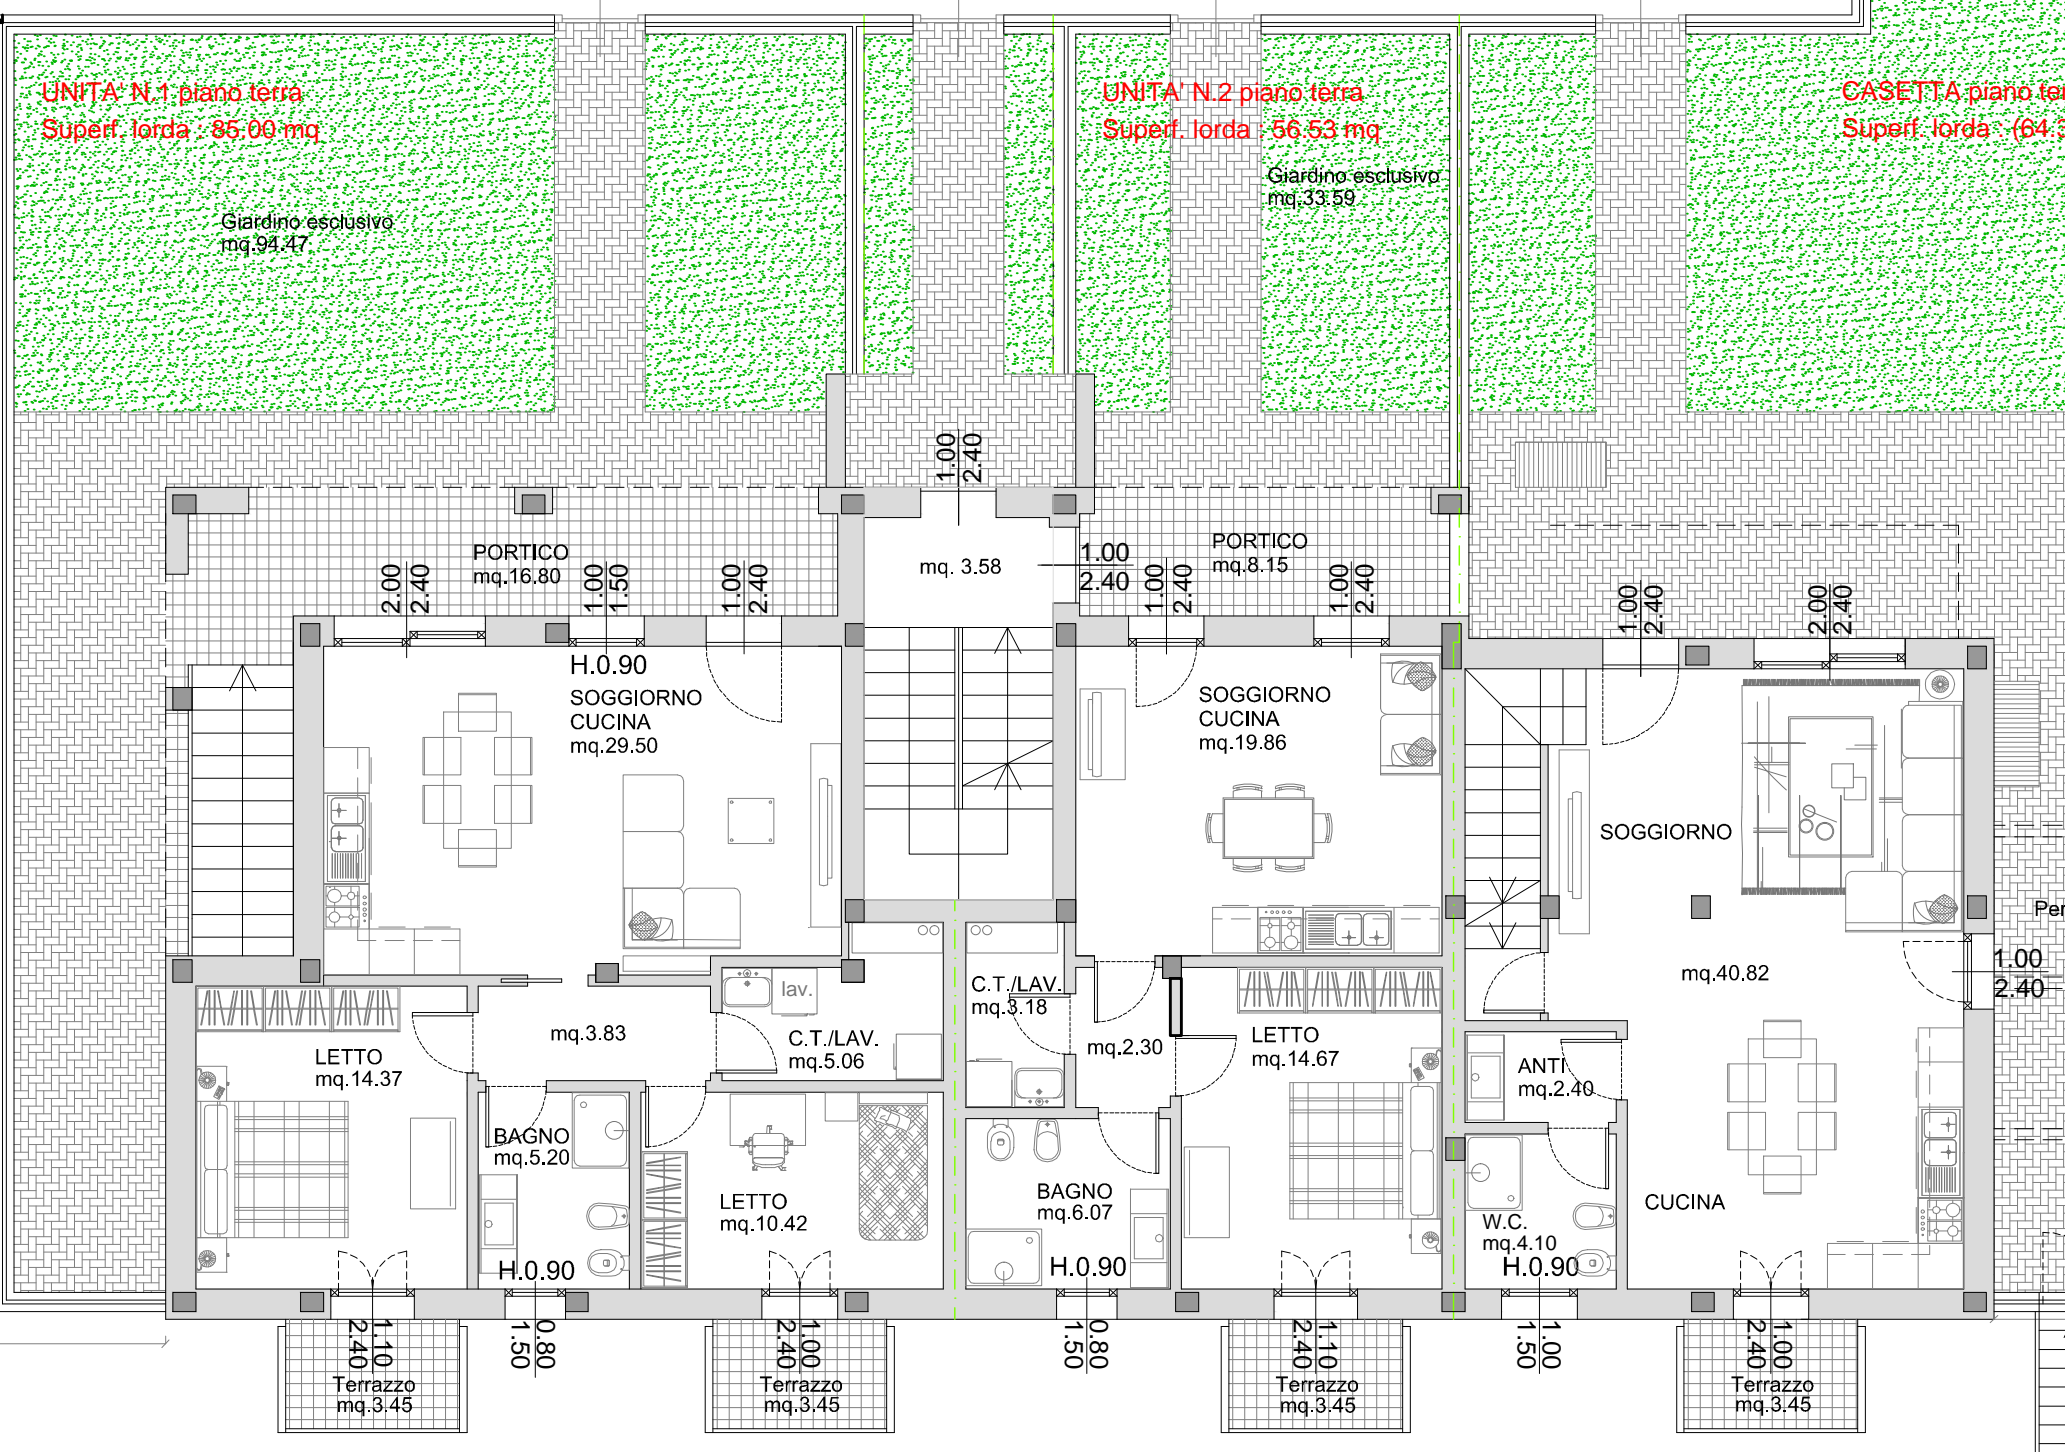 UNITA' N.1 piano terra
Superf. lorda : 85.00 mq
UNITA' N.2 piano terra
Superf. lorda : 56.53 mq
CASETTA piano
Superf. lorda :
Giardino esclusivo
mq.94.47
Giardino esclusivo
mq.33.59
1.00
2.40
PORTICO
mq.16.80
2.00
2.40
1.00
1.50
1.00
2.40
mq. 3.58
1.00
2.40
PORTICO
mq.8.15
1.00
2.40
1.00
2.40
1.00
2.40
2.00
2.40
H.0.90
SOGGIORNO
CUCINA
mq.29.50
SOGGIORNO
CUCINA
mq.19.86
SOGGIORNO
mq.40.82
1.00
2.40
lav.
C.T./LAV.
mq.5.06
mq.3.83
C.T./LAV.
mq.3.18
mq.2.30
LETTO
mq.14.37
LETTO
mq.14.67
ANTI
mq.2.40
BAGNO
mq.5.20
H.0.90
LETTO
mq.10.42
BAGNO
mq.6.07
H.0.90
W.C.
mq.4.10
H.0.90
CUCINA
1.10
2.40
0.80
1.50
1.00
2.40
0.80
1.50
1.10
2.40
1.00
1.50
1.00
2.40
Terrazzo
mq.3.45
Terrazzo
mq.3.45
Terrazzo
mq.3.45
Terrazzo
mq.3.45